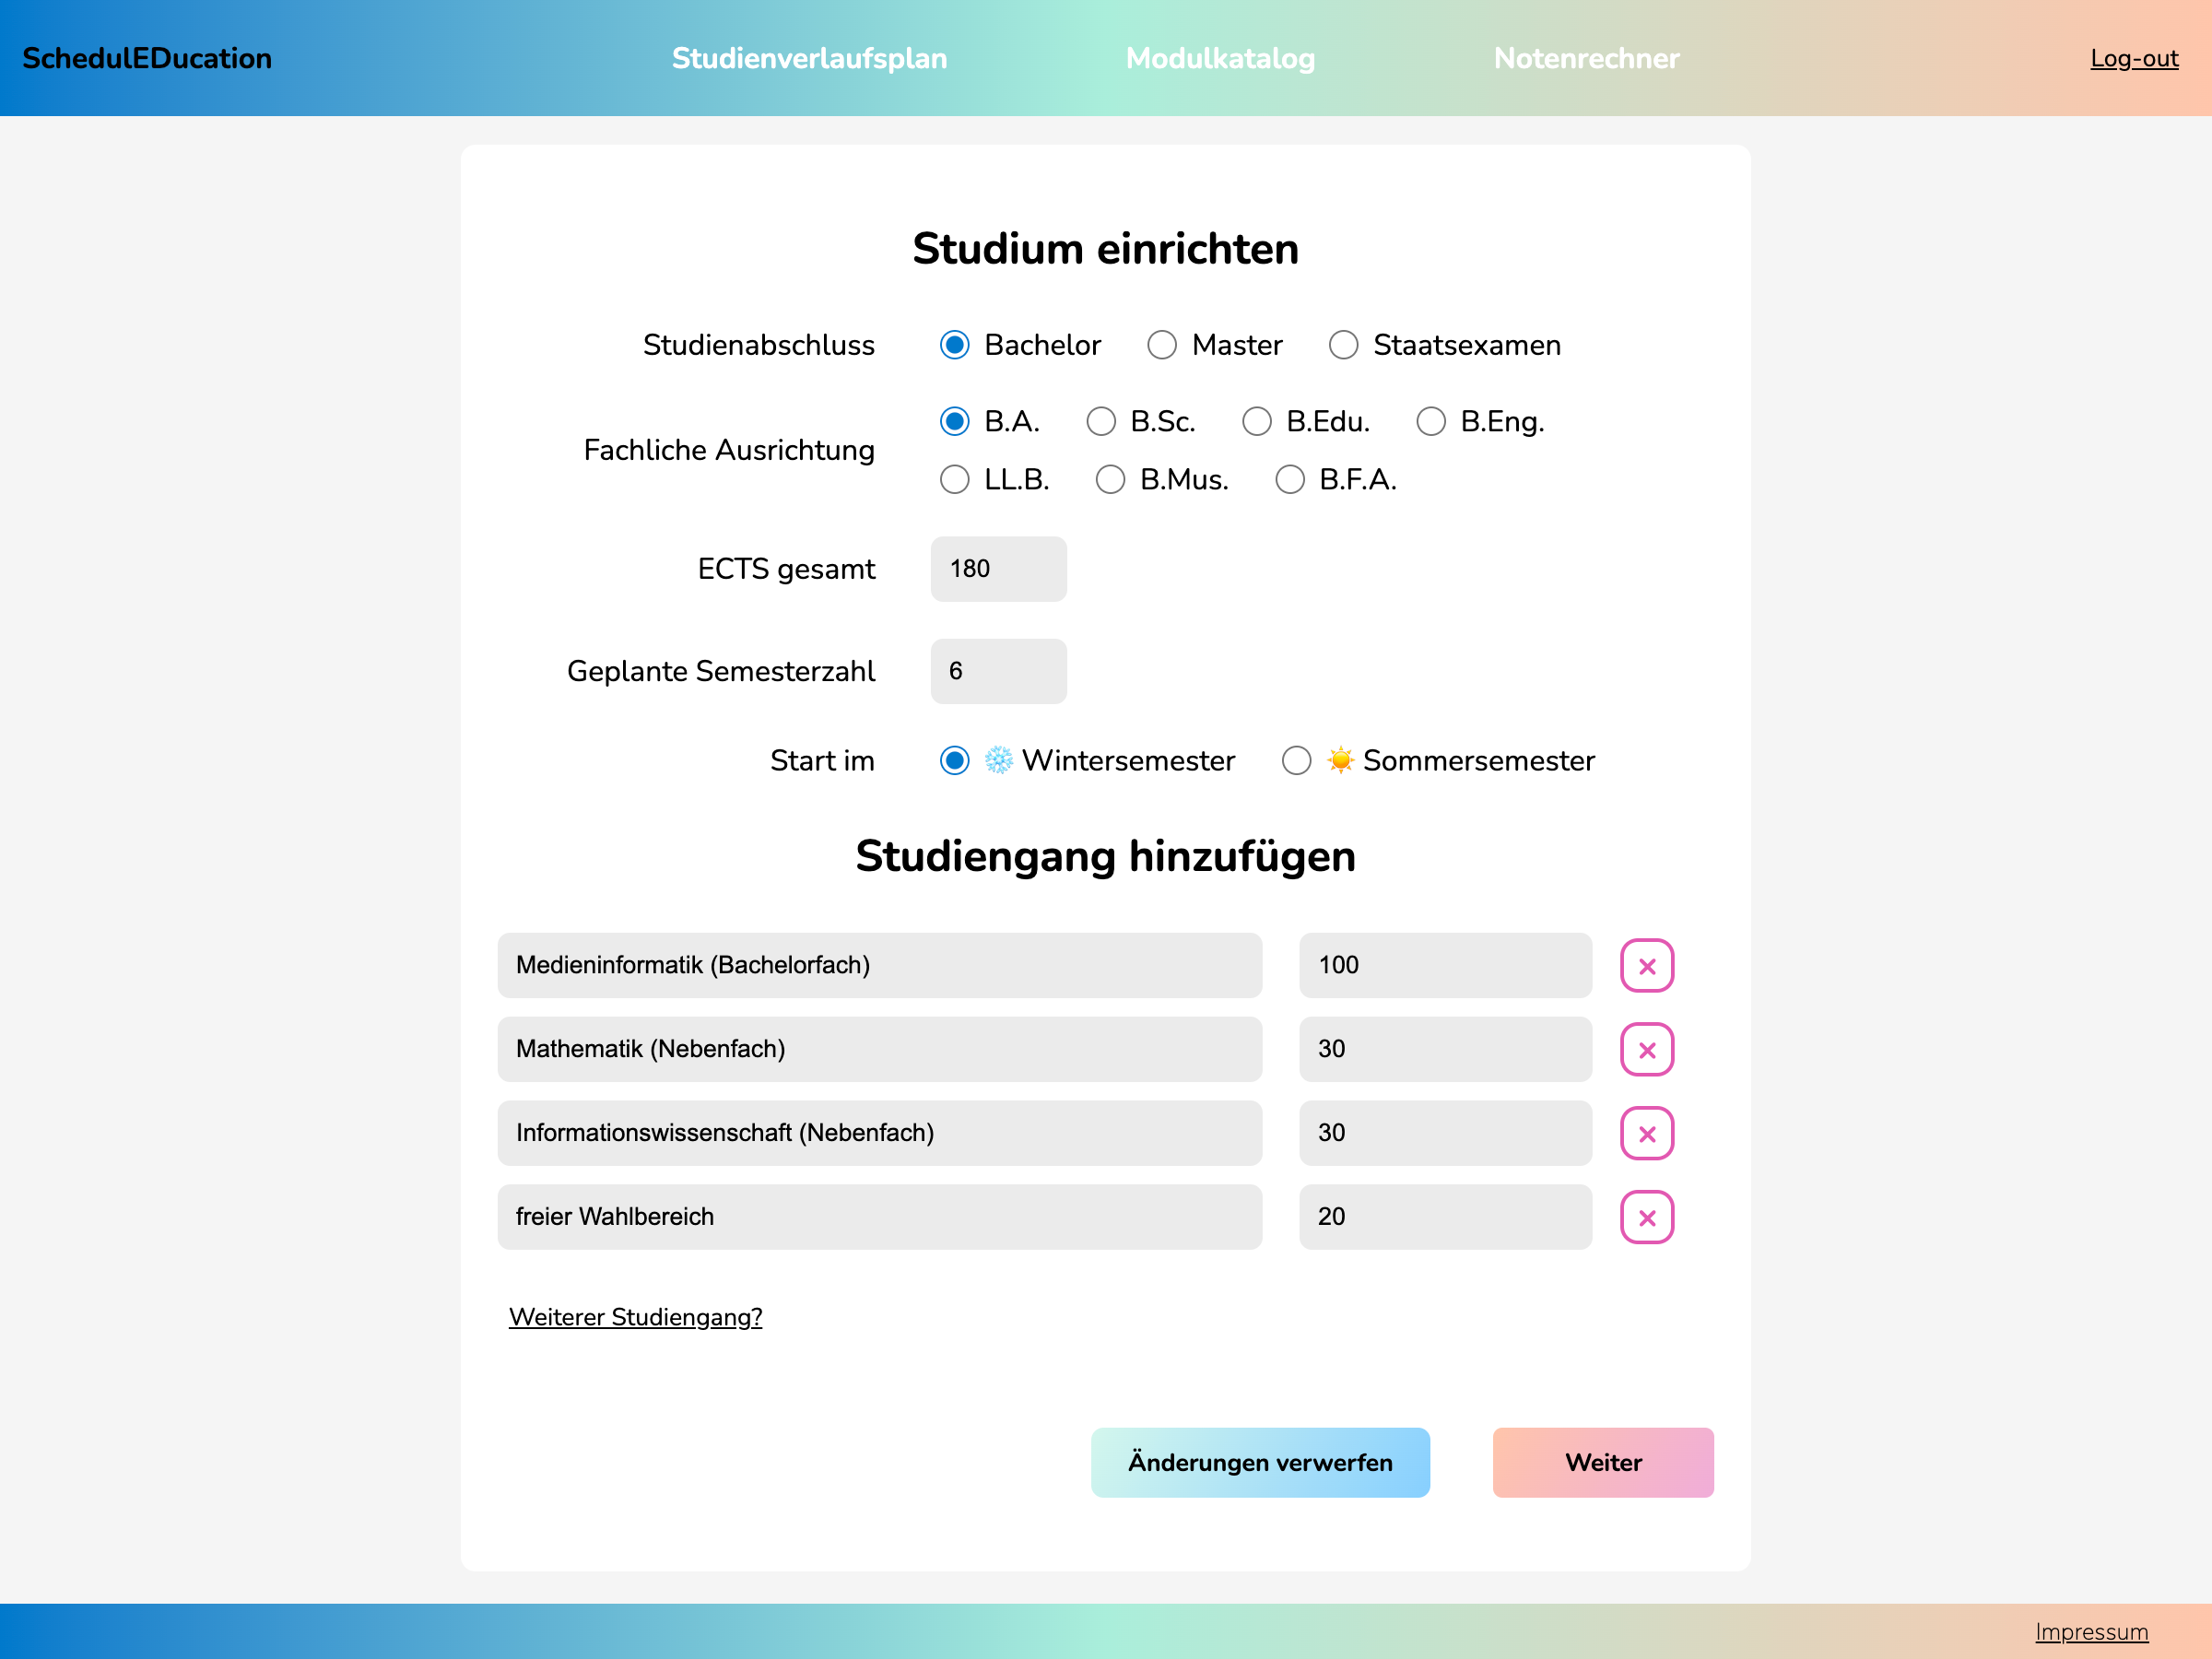 SchedulEDucation Studienverlaufsplan Modulkatalog Notenrechner Log-out
Studium einrichten
Studienabschluss Bachelor Master Staatsexamen
Fachliche Ausrichtung
B.A. B.Sc. B.Edu. B.Eng.
LL.B. B.Mus. B.F.A.
ECTS gesamt 180
Geplante Semesterzahl 6
Start im ❄️ Wintersemester ☀️ Sommersemester
Studiengang hinzufügen
Medieninformatik (Bachelorfach) 100
Mathematik (Nebenfach) 30
Informationswissenschaft (Nebenfach) 30
freier Wahlbereich 20
Weiterer Studiengang?
Änderungen verwerfen Weiter
Impressum